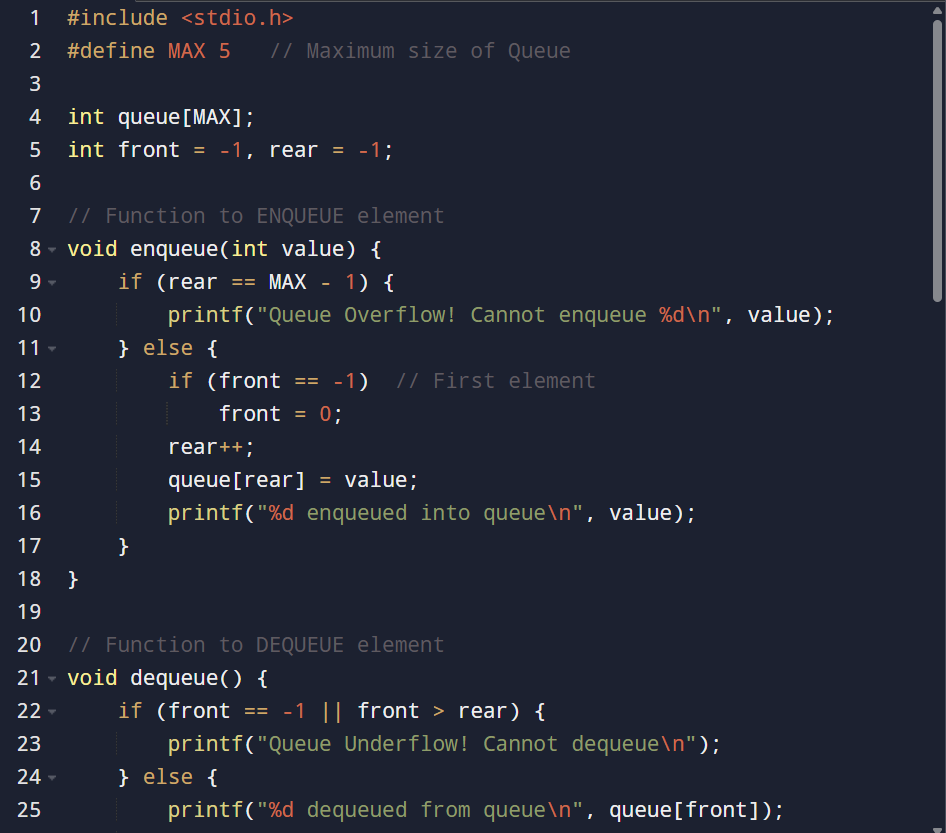 1 #include <stdio.h>
2 #define MAX 5   // Maximum size of Queue
3
4 int queue[MAX];
5 int front = -1, rear = -1;
6
7 // Function to ENQUEUE element
8 void enqueue(int value) {
9     if (rear == MAX - 1) {
10         printf("Queue Overflow! Cannot enqueue %d\n", value);
11     } else {
12         if (front == -1)  // First element
13             front = 0;
14         rear++;
15         queue[rear] = value;
16         printf("%d enqueued into queue\n", value);
17     }
18 }
19
20 // Function to DEQUEUE element
21 void dequeue() {
22     if (front == -1 || front > rear) {
23         printf("Queue Underflow! Cannot dequeue\n");
24     } else {
25         printf("%d dequeued from queue\n", queue[front]);